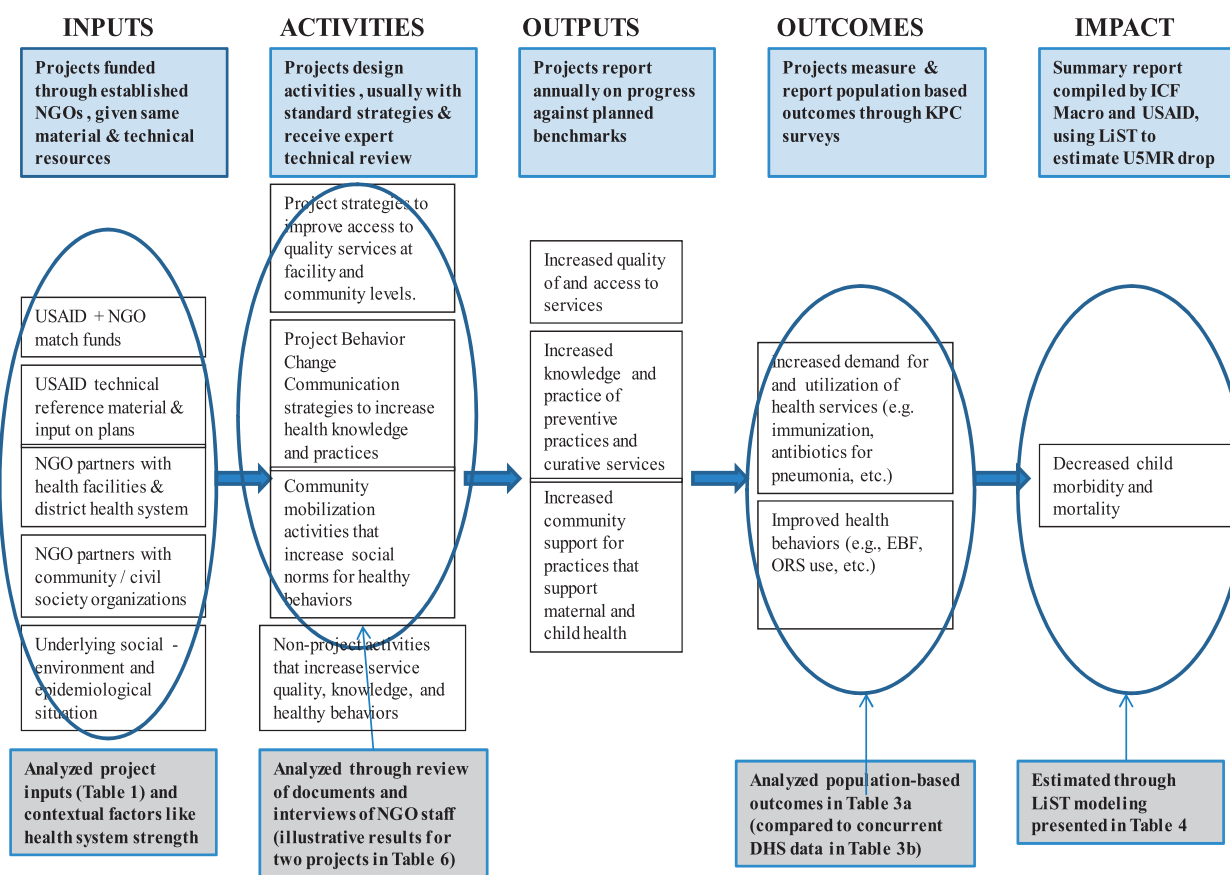 INPUTS
Projects funded
through established
NGOs , given same
material & technical
resources
USAID + NGO
match funds
USAID technical
reference material &
input on plans
NGO partners with
health facilities &
district health system
NGO partners with
community / civil
society organizations
Underlying social -
environment and
epidemiological
situation
Analyzed project
inputs (Table 1) and
contextual factors like
health system strength
ACTIVITIES
Projects design
activities , usually with
standard strategies &
receive expert
technical review
Project strategies to
improve access to
quality services at
facility and
community levels.
Project Behavior
Change
Communication
strategies to increase
health knowledge
and practices
Community
mobilization
activities that
increase social
norms for healthy
behaviors
Non-project activities
that increase service
quality, knowledge, and
healthy behaviors
Analyzed through review
of documents and
interviews of NGO staff
(illustrative results for
two projects in Table 6)
OUTPUTS
Projects report
annually on progress
against planned
benchmarks
Increased quality
of and access to
services
Increased
knowledge and
practice of
preventive
practices and
curative services
Increased
community
support for
practices that
support
maternal and
child health
OUTCOMES
Projects measure &
report population based
outcomes through KPC
surveys
Increased demand for
and utilization of
health services (e.g.
immunization,
antibiotics for
pneumonia, etc.)
Improved health
behaviors (e.g., EBF,
ORS use, etc.)
Analyzed population-based
outcomes in Table 3a
(compared to concurrent
DHS data in Table 3b)
IMPACT
Summary report
compiled by ICF
Macro and USAID,
using LiST to
estimate U5MR drop
Decreased child
morbidity and
mortality
Estimated through
LiST modeling
presented in Table 4